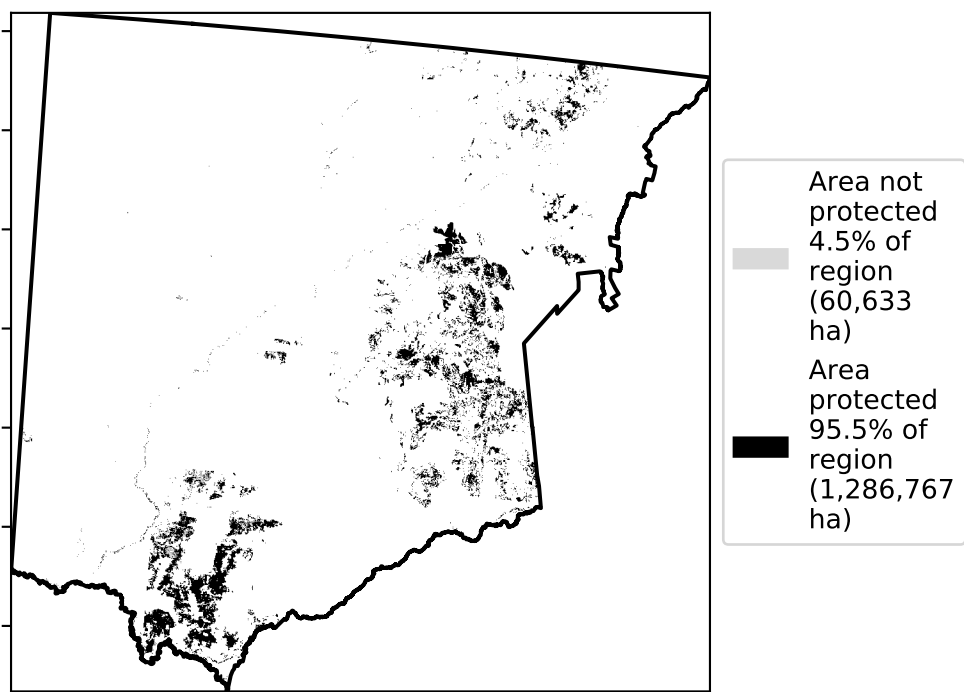 Area not
protected
4.5% of
region
(60,633
ha)
Area
protected
95.5% of
region
(1,286,767
ha)